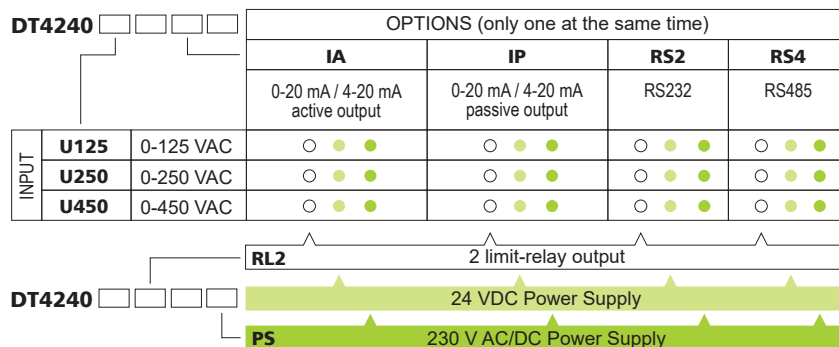 DT4240
OPTIONS (only one at the same time)
IA IP RS2 RS4
0-20 mA / 4-20 mA 0-20 mA / 4-20 mA RS232 RS485
active output passive output
INPUT
U125 0-125 VAC
U250 0-250 VAC
U450 0-450 VAC
RL2 2 limit-relay output
DT4240 24 VDC Power Supply
PS 230 V AC/DC Power Supply